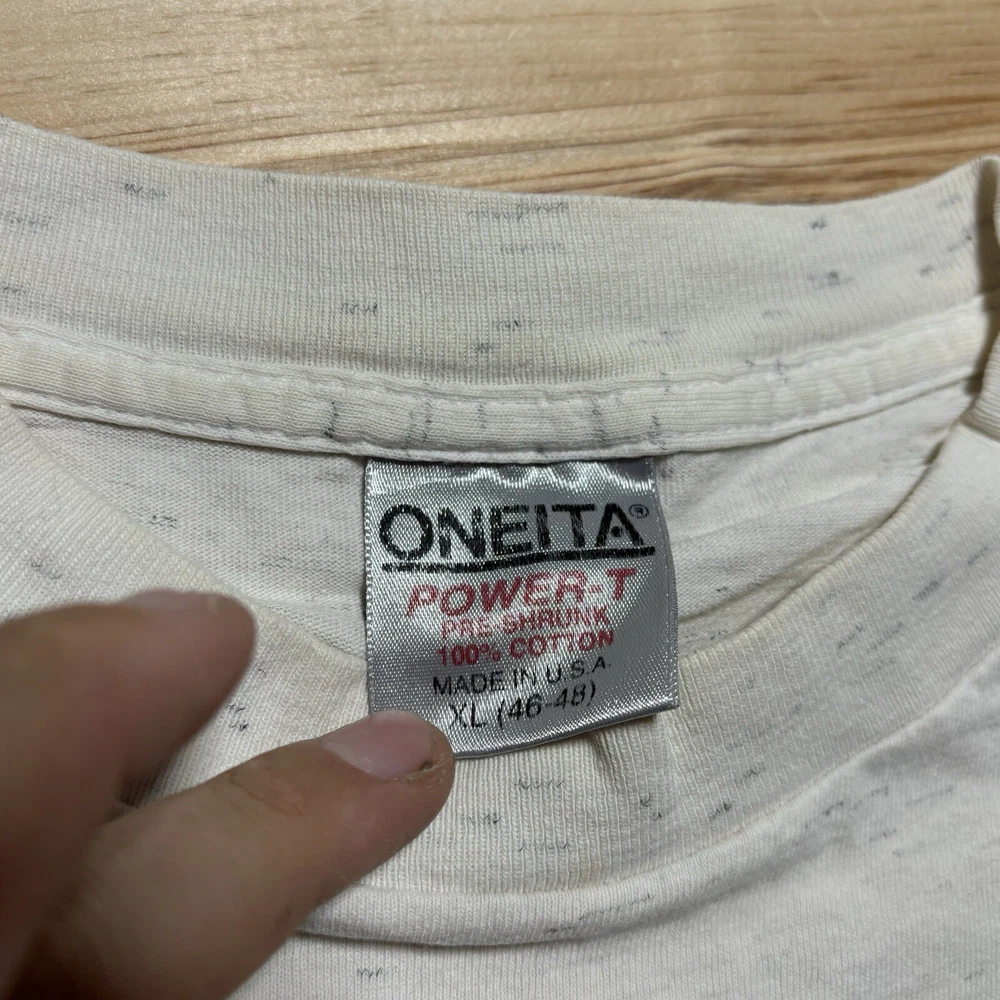 ONEITA®
POWER-T
PRE-SHRUNK
100% COTTON
MADE IN U.S.A.
XL (46-48)